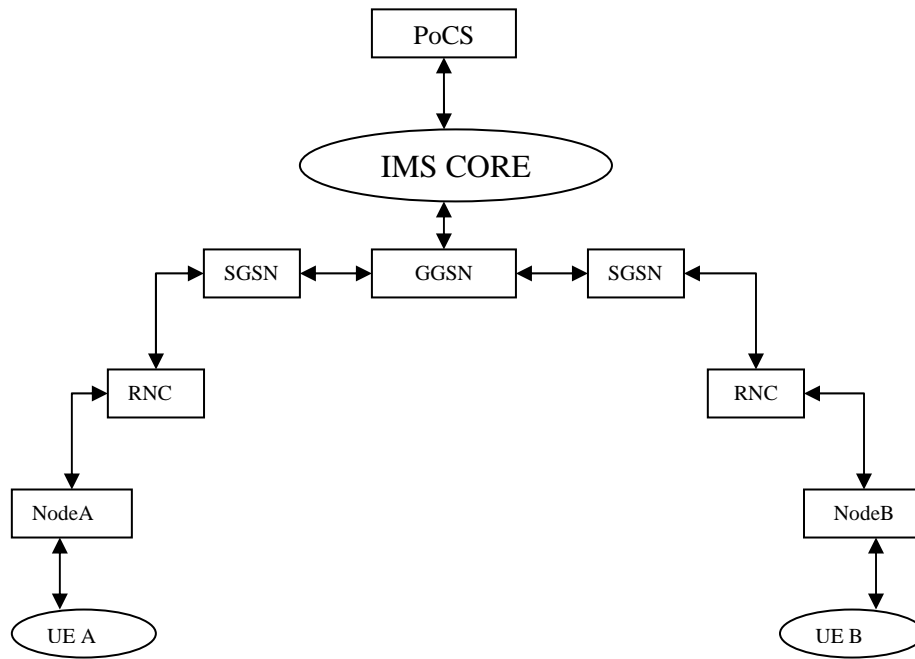 PoCS
IMS CORE
SGSN
GGSN
SGSN
RNC
RNC
NodeA
NodeB
UE A
UE B